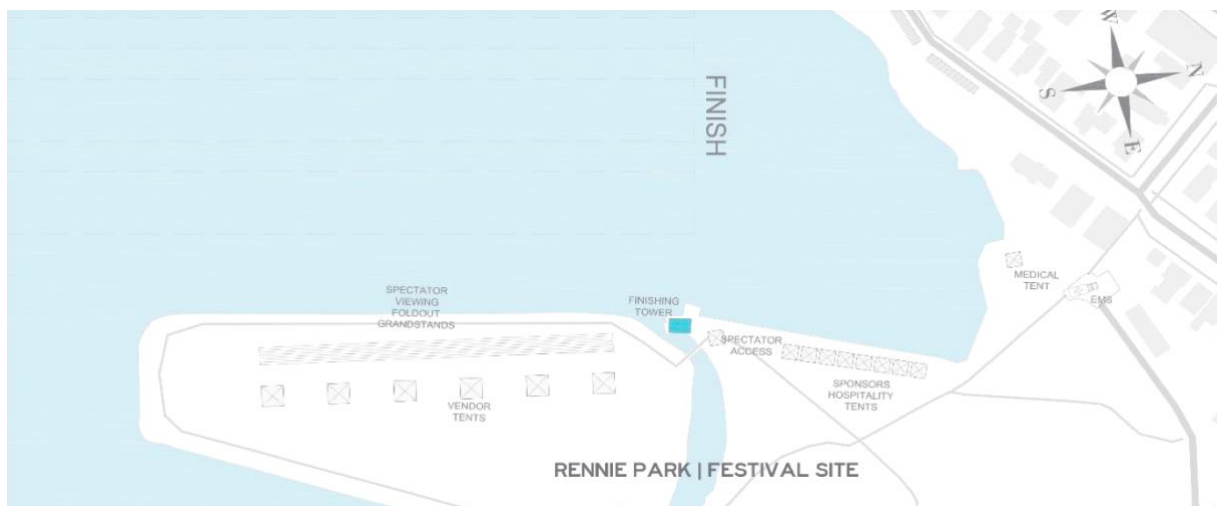 W
N
S
E
FINISH
MEDICAL
TENT
EMS
SPECTATOR
VIEWING
FOLDOUT
GRANDSTANDS
FINISHING
TOWER
SPECTATOR
ACCESS
SPONSORS
HOSPITALITY
TENTS
VENDOR
TENTS
RENNIE PARK | FESTIVAL SITE